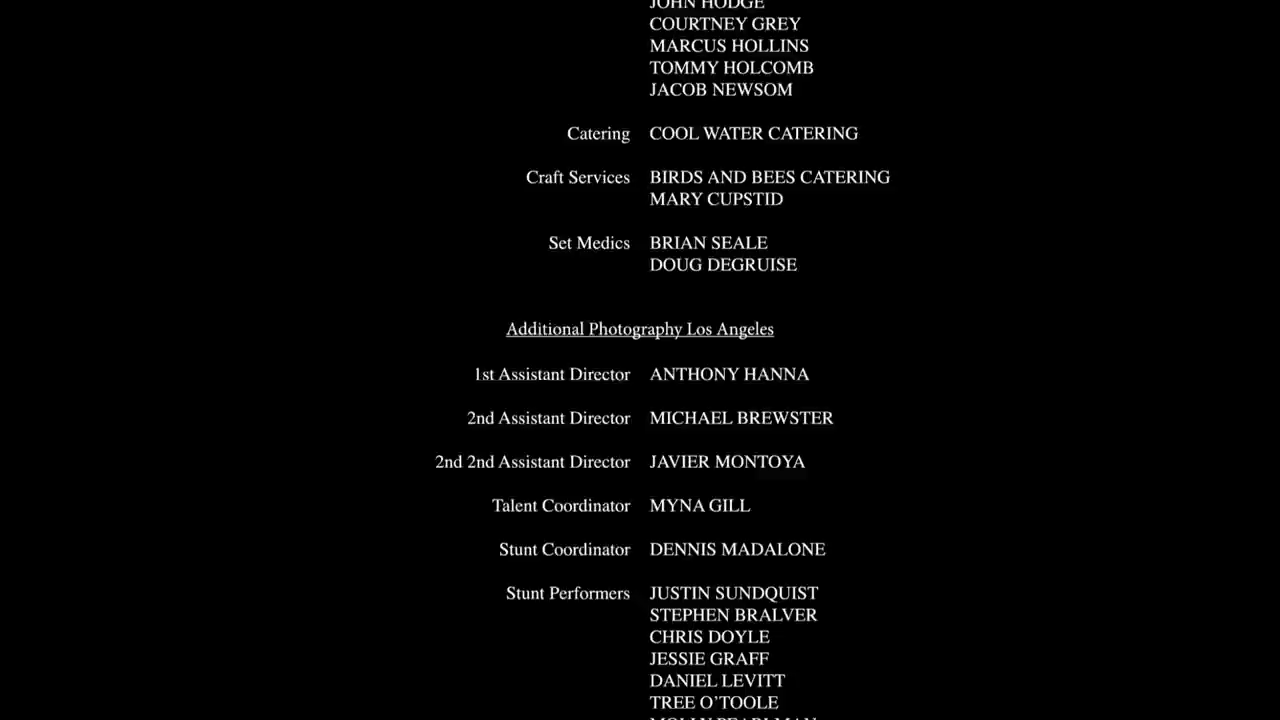 JOHN HODGE
COURTNEY GREY
MARCUS HOLLINS
TOMMY HOLCOMB
JACOB NEWSOM
Catering COOL WATER CATERING
Craft Services BIRDS AND BEES CATERING
MARY CUPSTID
Set Medics BRIAN SEALE
DOUG DEGRUISE
Additional Photography Los Angeles
1st Assistant Director ANTHONY HANNA
2nd Assistant Director MICHAEL BREWSTER
2nd 2nd Assistant Director JAVIER MONTOYA
Talent Coordinator MYNA GILL
Stunt Coordinator DENNIS MADALONE
Stunt Performers JUSTIN SUNDQUIST
STEPHEN BRALVER
CHRIS DOYLE
JESSIE GRAFF
DANIEL LEVITT
TREE O'TOOLE